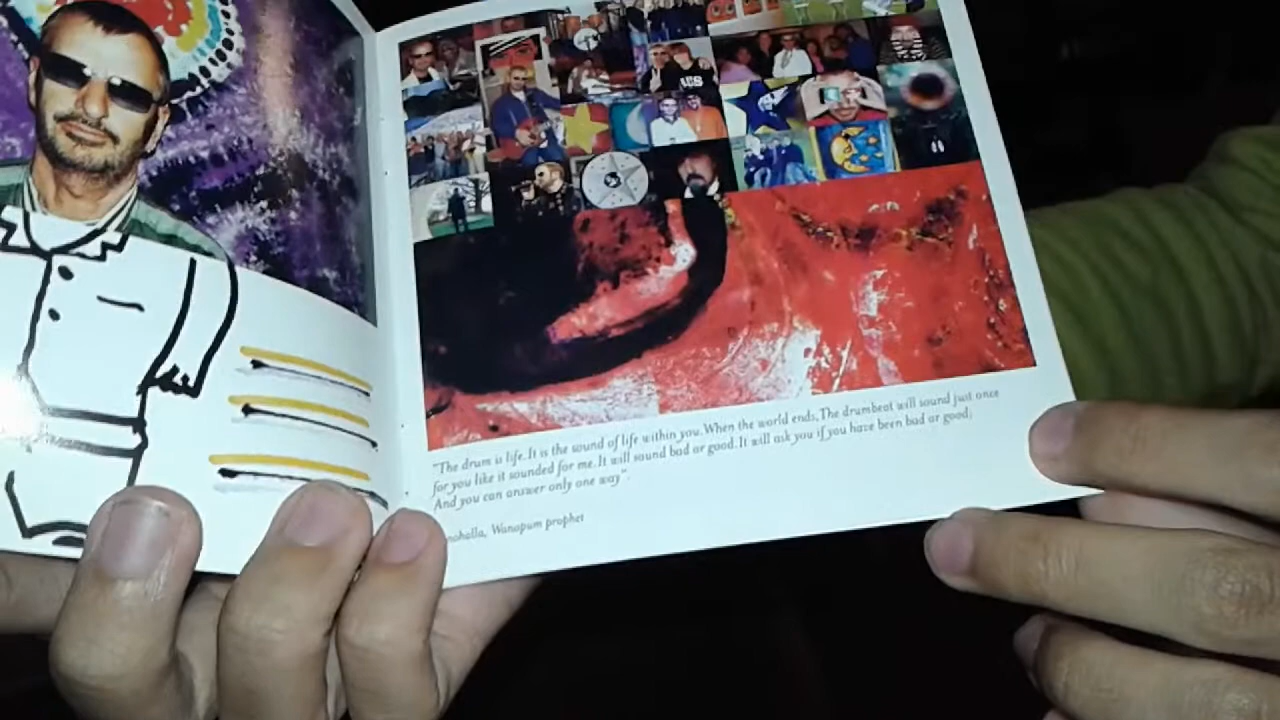 "The drum is life. It is the sound of life within you. When the world ends, The drumbeat will sound just once
for you like it sounded for me. It will sound bad or good. It will ask you if you have been bad or good;
And you can answer only one way"
Wanapum prophet